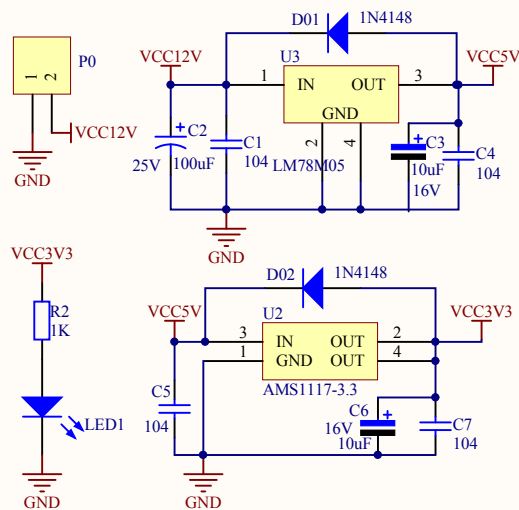 P0
1
2
VCC12V
GND
VCC12V
D01
1N4148
VCC5V
U3
1
IN
OUT
3
GND
2
4
LM78M05
C2
25V
100uF
C1
104
C3
10uF
16V
C4
104
GND
VCC3V3
R2
1K
LED1
GND
D02
1N4148
VCC5V
VCC3V3
U2
3
IN
OUT
2
1
GND
OUT
4
AMS1117-3.3
C5
104
C6
16V
10uF
C7
104
GND